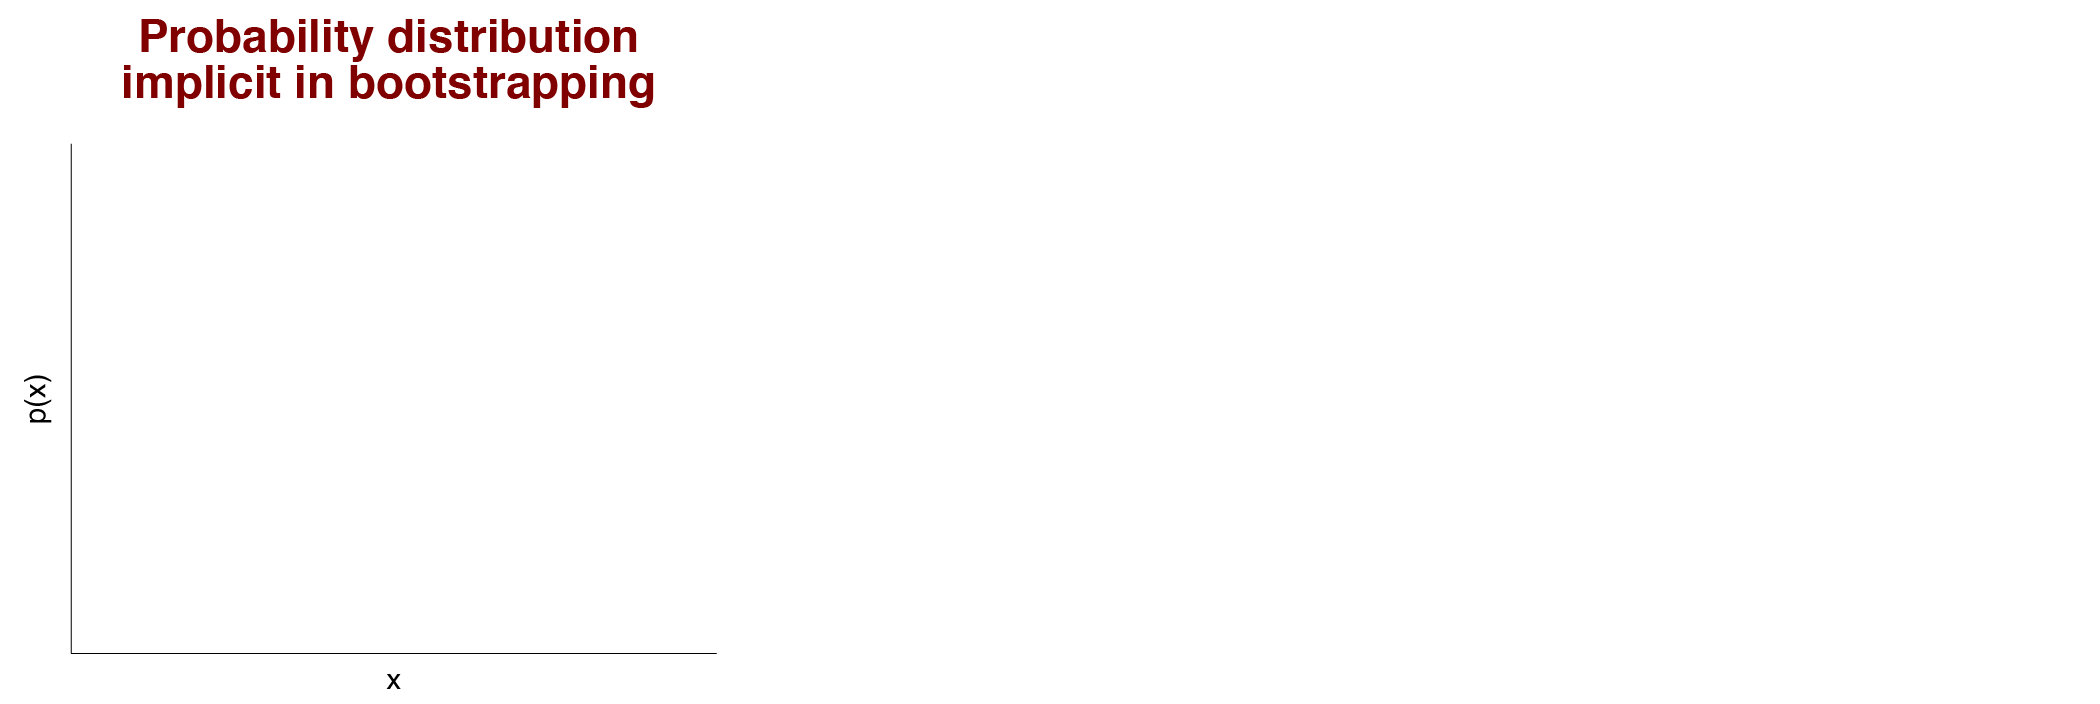 Probability distribution
implicit in bootstrapping
p(x)
x